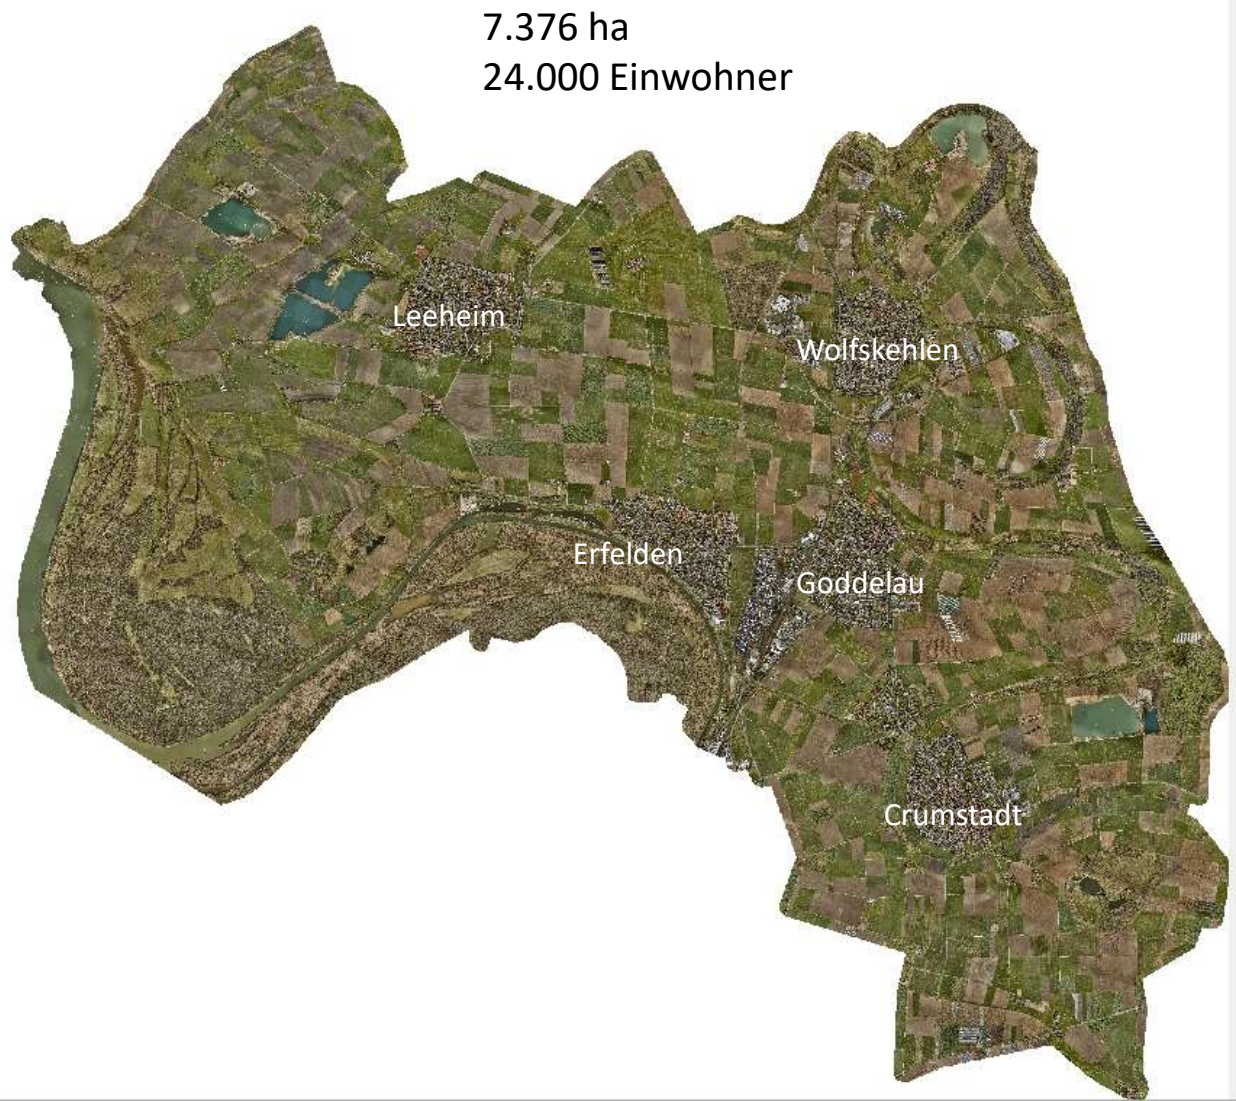 7.376 ha
24.000 Einwohner
Leeheim
Wolfskehlen
Erfelden
Goddelau
Crumstadt